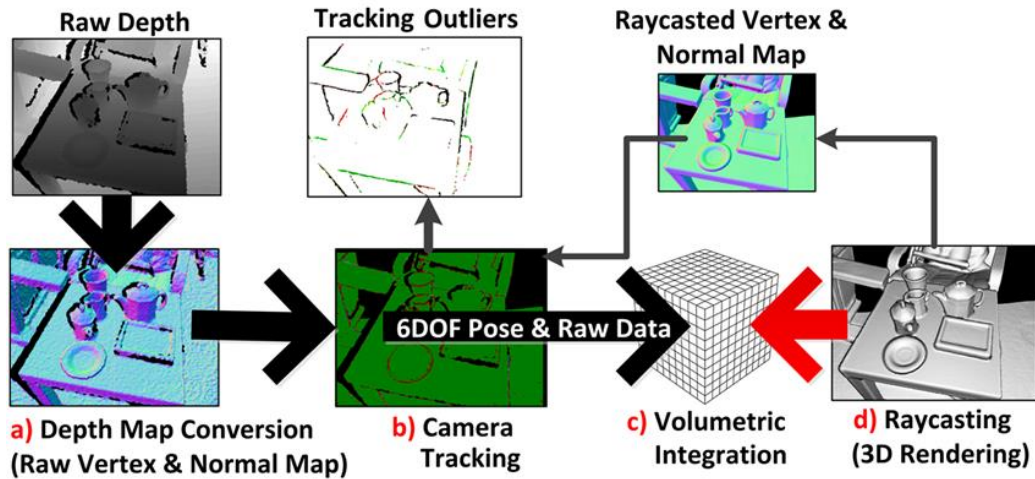 Raw Depth
Tracking Outliers
Raycasted Vertex &
Normal Map
6DOF Pose & Raw Data
a) Depth Map Conversion
(Raw Vertex & Normal Map)
b) Camera
Tracking
c) Volumetric
Integration
d) Raycasting
(3D Rendering)